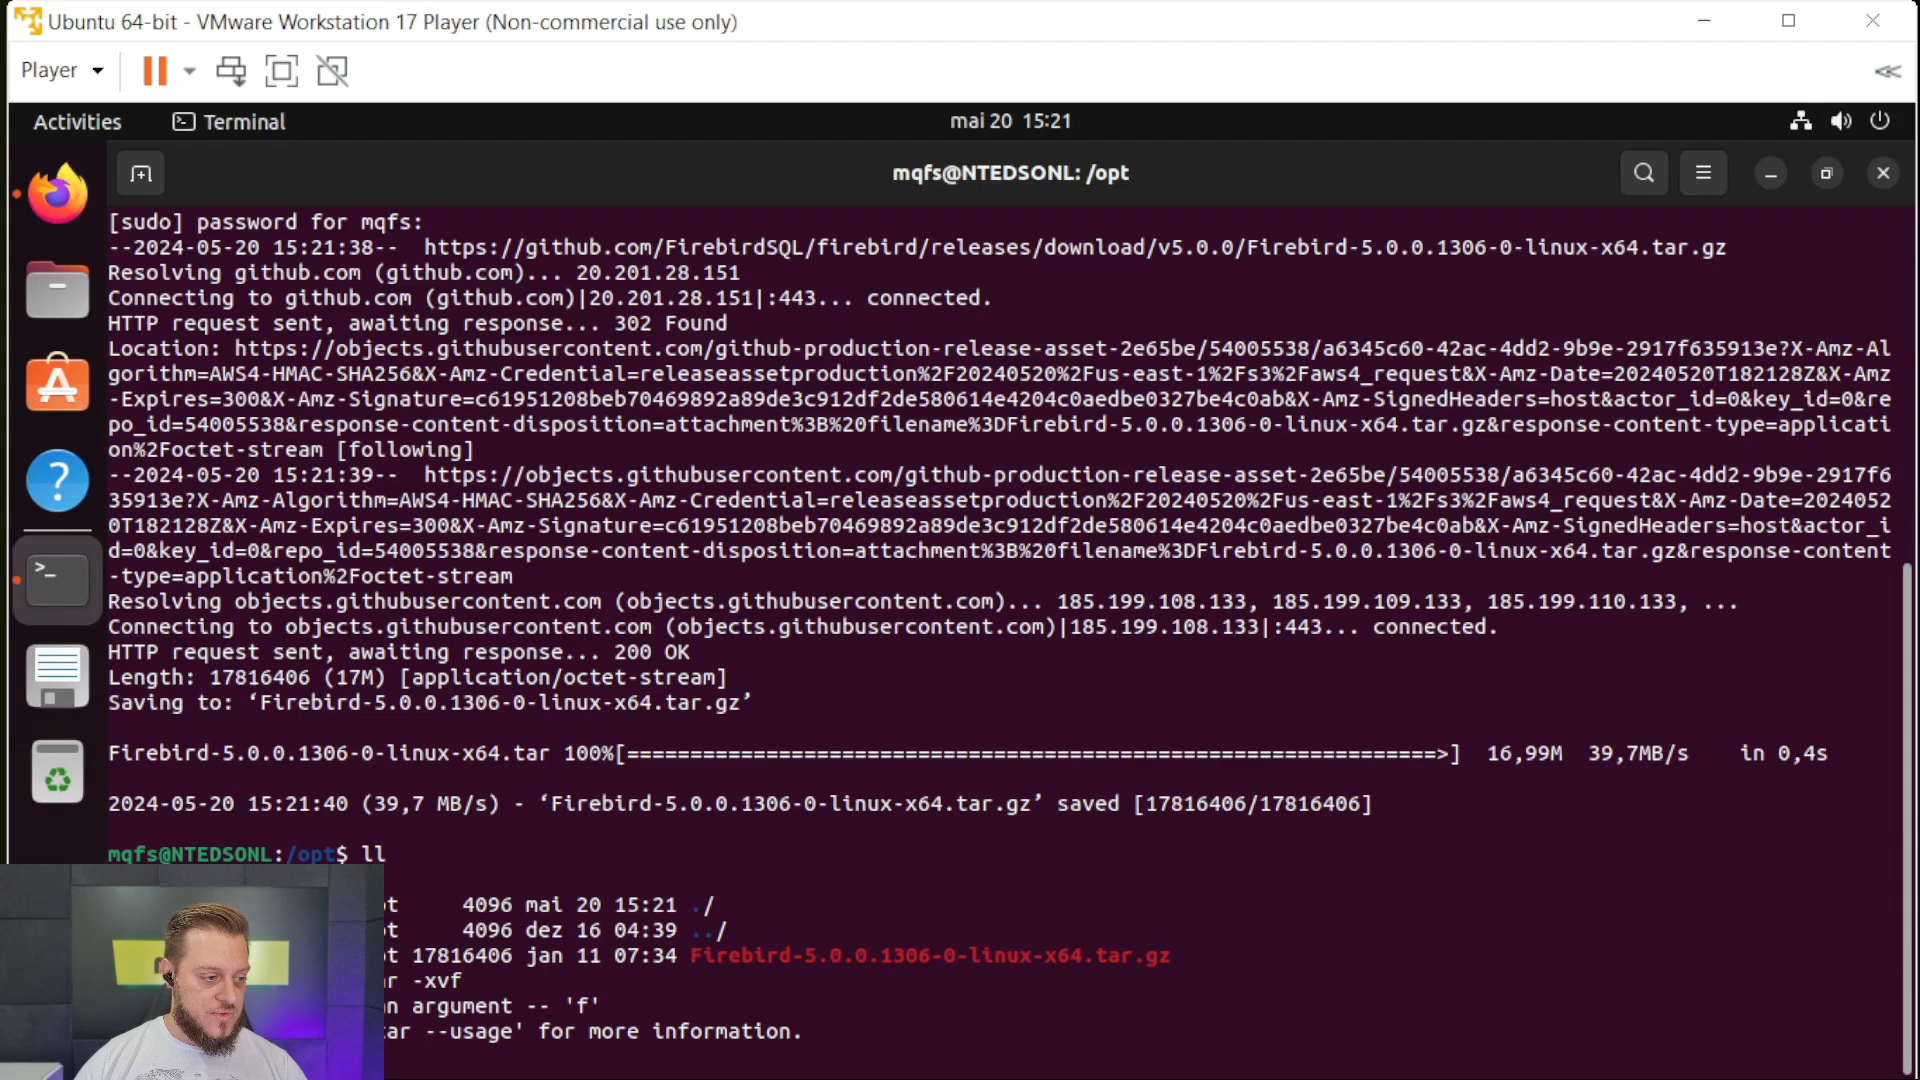 Ubuntu 64-bit - VMware Workstation 17 Player (Non-commercial use only)
Player
Activities
Terminal
mai 20 15:21
mqfs@NTEDSONL: /opt
[sudo] password for mqfs:
--2024-05-20 15:21:38-- https://github.com/FirebirdSQL/firebird/releases/download/v5.0.0/Firebird-5.0.0.1306-0-linux-x64.tar.gz
Resolving github.com (github.com)... 20.201.28.151
Connecting to github.com (github.com)|20.201.28.151|:443... connected.
HTTP request sent, awaiting response... 302 Found
Location: https://objects.githubusercontent.com/github-production-release-asset-2e65be/54005538/a6345c60-42ac-4dd2-9b9e-2917f635913e?X-Amz-Al
gorithm=AWS4-HMAC-SHA256&X-Amz-Credential=releaseassetproduction%2F20240520%2Fus-east-1%2Fs3%2Faws4_request&X-Amz-Date=20240520T182128Z&X-Amz
-Expires=300&X-Amz-Signature=c61951208beb70469892a89de3c912df2de580614e4204c0aedbe0327be4c0ab&X-Amz-SignedHeaders=host&actor_id=0&key_id=0&re
po_id=54005538&response-content-disposition=attachment%3B%20filename%3DFirebird-5.0.0.1306-0-linux-x64.tar.gz&response-content-type=applicati
on%2Foctet-stream [following]
--2024-05-20 15:21:39-- https://objects.githubusercontent.com/github-production-release-asset-2e65be/54005538/a6345c60-42ac-4dd2-9b9e-2917f6
35913e?X-Amz-Algorithm=AWS4-HMAC-SHA256&X-Amz-Credential=releaseassetproduction%2F20240520%2Fus-east-1%2Fs3%2Faws4_request&X-Amz-Date=2024052
0T182128Z&X-Amz-Expires=300&X-Amz-Signature=c61951208beb70469892a89de3c912df2de580614e4204c0aedbe0327be4c0ab&X-Amz-SignedHeaders=host&actor_i
d=0&key_id=0&repo_id=54005538&response-content-disposition=attachment%3B%20filename%3DFirebird-5.0.0.1306-0-linux-x64.tar.gz&response-content
-type=application%2Foctet-stream
Resolving objects.githubusercontent.com (objects.githubusercontent.com)... 185.199.108.133, 185.199.109.133, 185.199.110.133, ...
Connecting to objects.githubusercontent.com (objects.githubusercontent.com)|185.199.108.133|:443... connected.
HTTP request sent, awaiting response... 200 OK
Length: 17816406 (17M) [application/octet-stream]
Saving to: ‘Firebird-5.0.0.1306-0-linux-x64.tar.gz’
Firebird-5.0.0.1306-0-linux-x64.tar 100%[================================================================>] 16,99M 39,7MB/s in 0,4s
2024-05-20 15:21:40 (39,7 MB/s) - ‘Firebird-5.0.0.1306-0-linux-x64.tar.gz’ saved [17816406/17816406]
mqfs@NTEDSONL:/opt$ ll
ot 4096 mai 20 15:21 ./
ot 4096 dez 16 04:39 ../
ot 17816406 jan 11 07:34 Firebird-5.0.0.1306-0-linux-x64.tar.gz
ar -xvf
an argument -- 'f'
tar --usage' for more information.